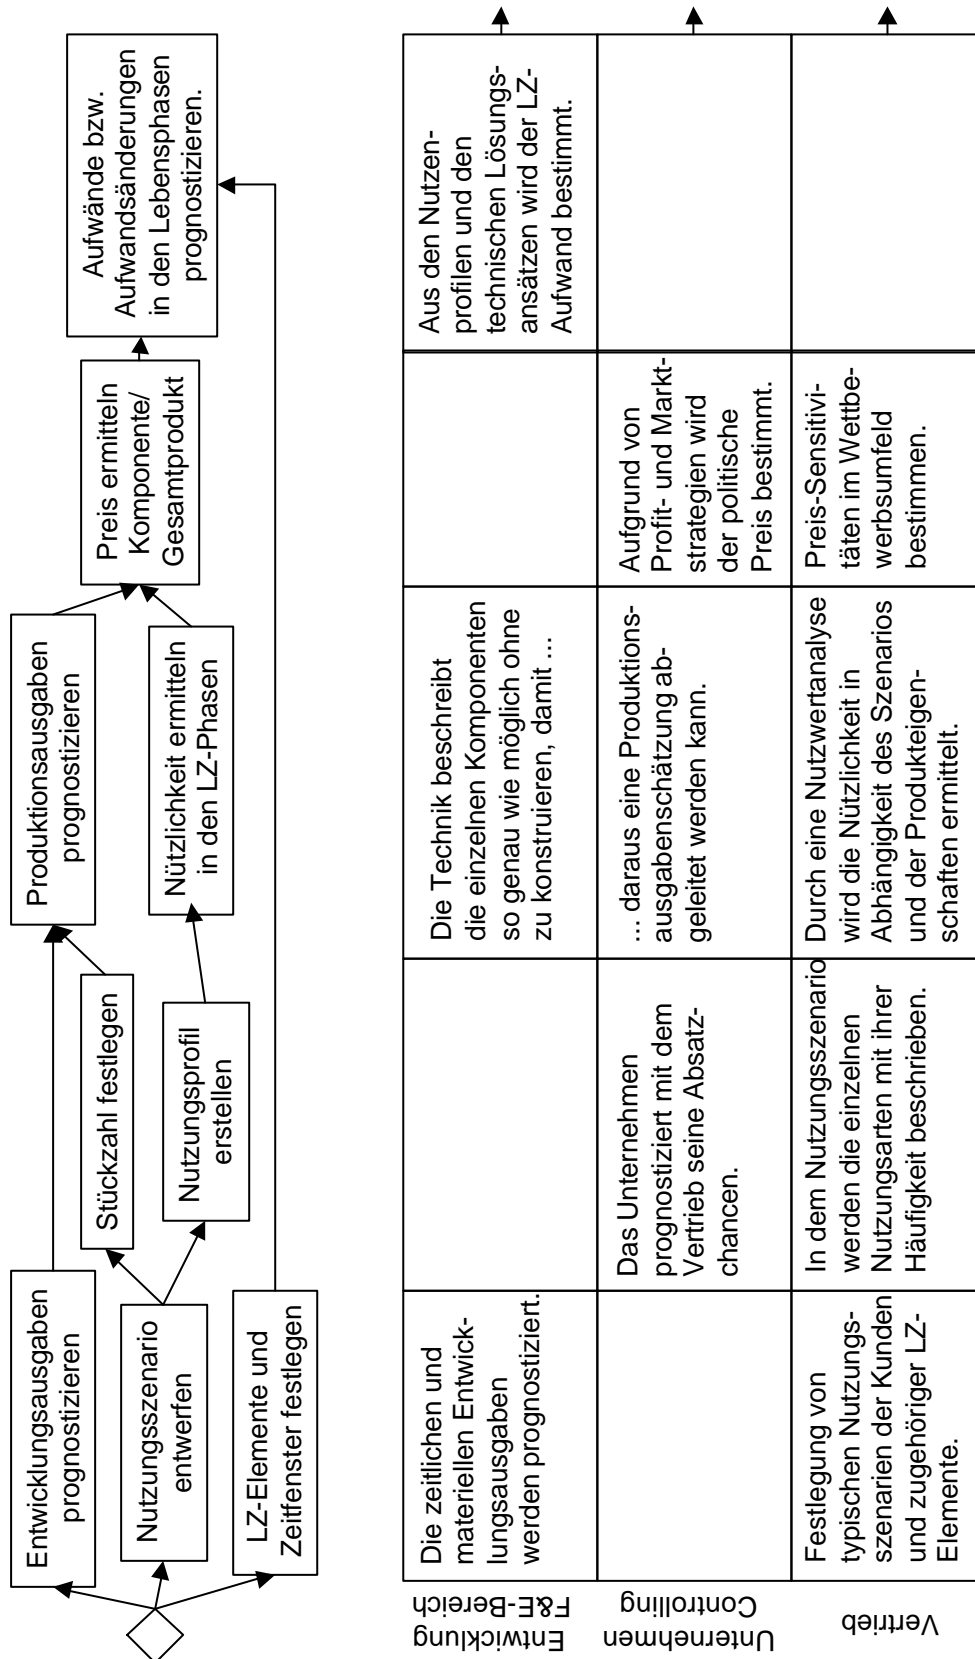 Entwicklungsausgaben
prognostizieren
Nutzungsszenario
entwerfen
LZ-Elemente und
Zeitfenster festlegen
Stückzahl festlegen
Nutzungsprofil
erstellen
Produktionsausgaben
prognostizieren
Nützlichkeit ermitteln
in den LZ-Phasen
Preis ermitteln
Komponente/
Gesamtprodukt
Aufwände bzw.
Aufwandsänderungen
in den Lebensphasen
prognostizieren.
Entwicklung
F&E-Bereich
Die zeitlichen und
materiellen Entwick-
lungsausgaben
werden prognostiziert.
Die Technik beschreibt
die einzelnen Komponenten
so genau wie möglich ohne
zu konstruieren, damit ...
Aus den Nutzen-
profilen und den
technischen Lösungs-
ansätzen wird der LZ-
Aufwand bestimmt.
Unternehmen
Controlling
Das Unternehmen
prognostiziert mit dem
Vertrieb seine Absatz-
chancen.
... daraus eine Produktions-
ausgabenschätzung ab-
geleitet werden kann.
Aufgrund von
Profit- und Markt-
strategien wird
der politische
Preis bestimmt.
Vertrieb
Festlegung von
typischen Nutzungs-
szenarien der Kunden
und zugehöriger LZ-
Elemente.
In dem Nutzungsszenario
werden die einzelnen
Nutzungsarten mit ihrer
Häufigkeit beschrieben.
Durch eine Nutzwertanalyse
wird die Nützlichkeit in
Abhängigkeit des Szenarios
und der Produkteigen-
schaften ermittelt.
Preis-Sensitivi-
täten im Wettbe-
werbsumfeld
bestimmen.